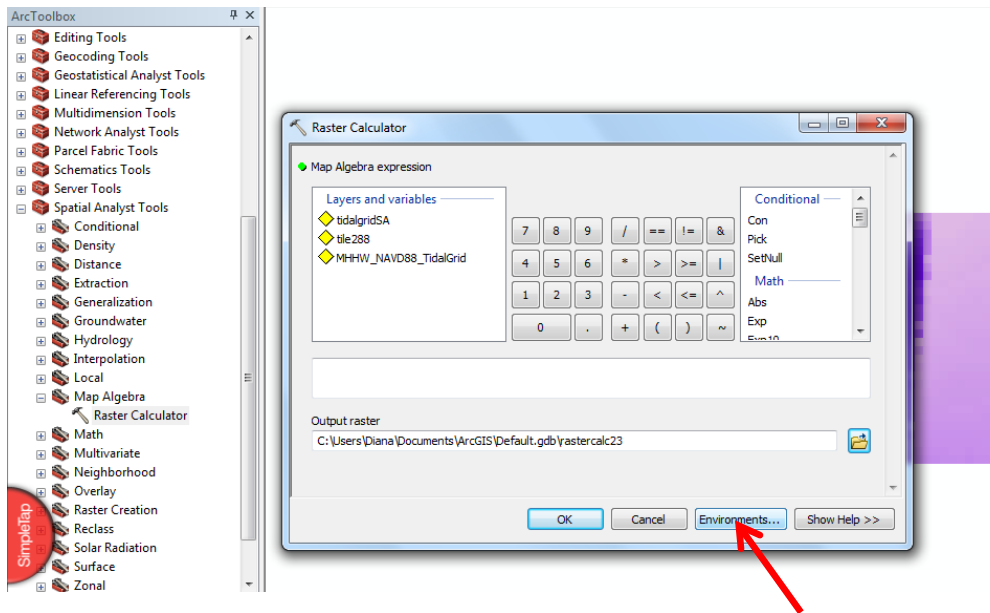 ArcToolbox
Editing Tools
Geocoding Tools
Geostatistical Analyst Tools
Linear Referencing Tools
Multidimension Tools
Network Analyst Tools
Parcel Fabric Tools
Schematics Tools
Server Tools
Spatial Analyst Tools
Conditional
Density
Distance
Extraction
Generalization
Groundwater
Hydrology
Interpolation
Local
Map Algebra
Raster Calculator
Math
Multivariate
Neighborhood
Overlay
Raster Creation
Reclass
Solar Radiation
Surface
Zonal
SimpleTap
Raster Calculator
Map Algebra expression
Layers and variables
tidalgridSA
tile288
MHHW_NAVD88_TidalGrid
7 8 9 / == != &
4 5 6 * > >= |
1 2 3 - < <= ^
0 . + ( ) ~
Conditional
Con
Pick
SetNull
Math
Abs
Exp
Exp10
Output raster
C:\Users\Diana\Documents\ArcGIS\Default.gdb\rastercalc23
OK Cancel Environments... Show Help >>